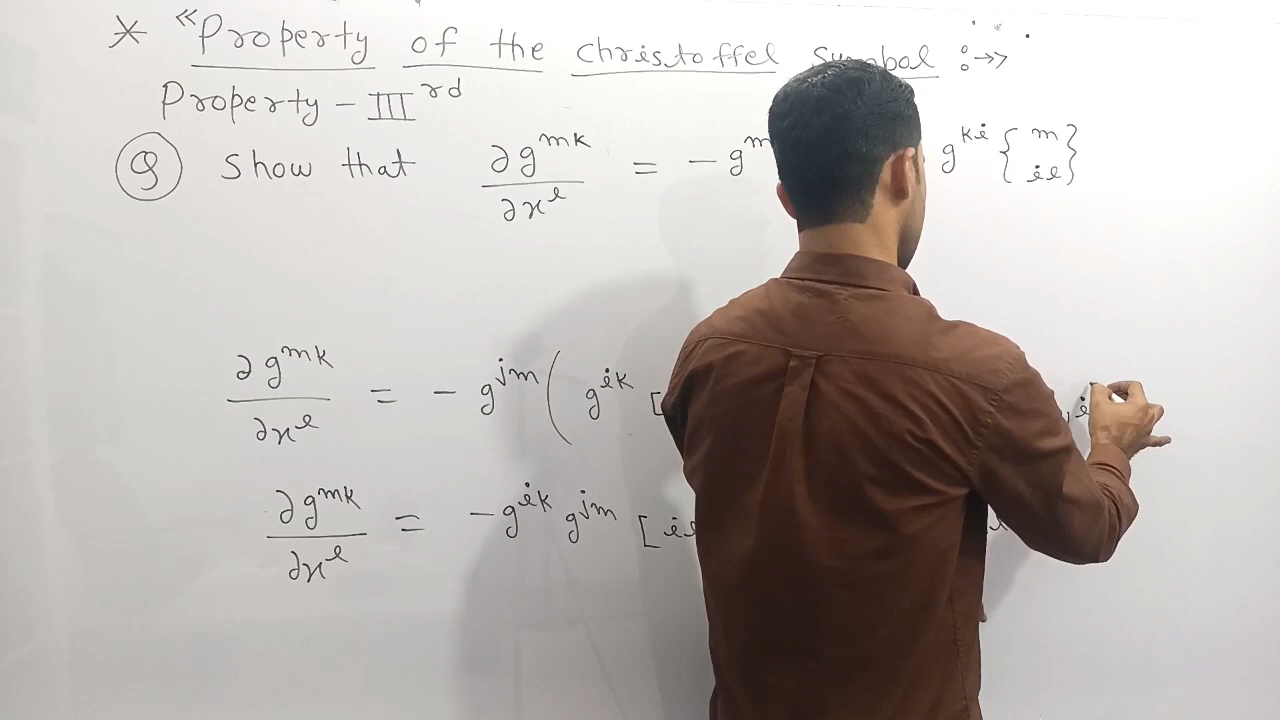 * "Property of the Christoffel Symbol :→>
Property - III rd
Q Show that ∂g^{mk}/∂x^l = - g^m g^{ki} { m il }
∂g^{mk}/∂x^l = - g^{jm} ( g^{ik} [ , i
∂g^{mk}/∂x^l = - g^{ik} g^{jm} [ il